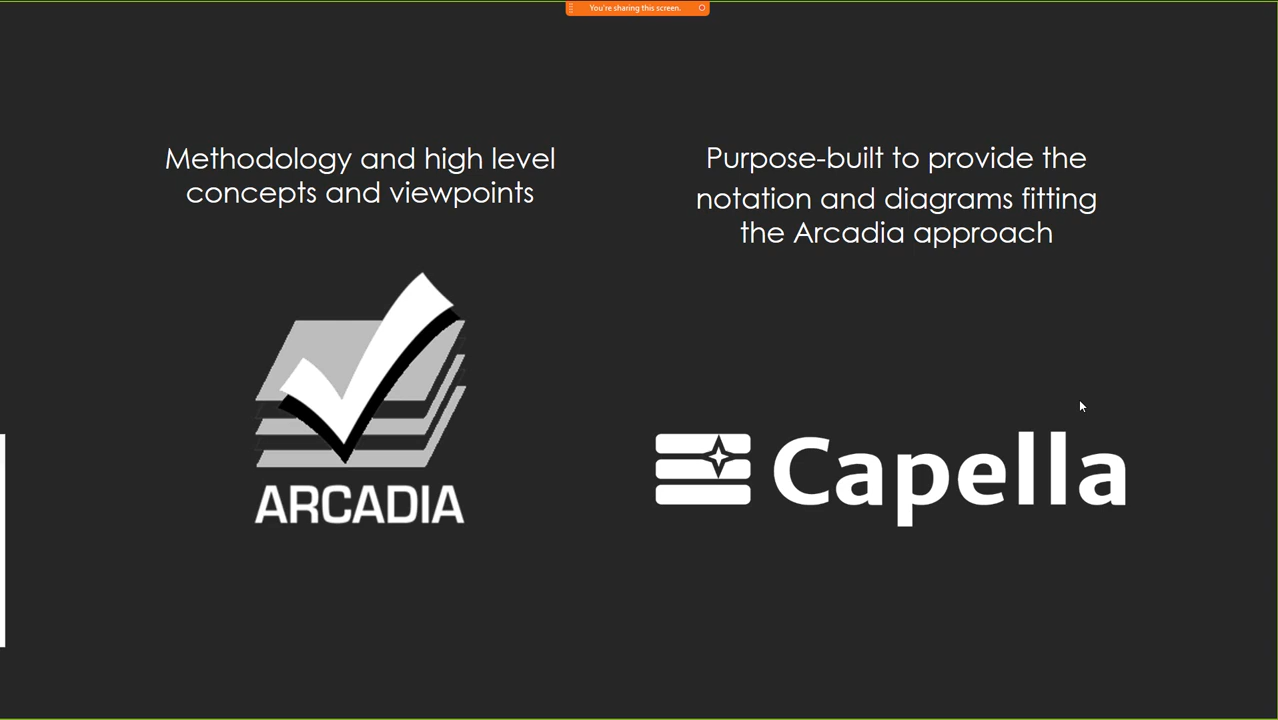 You're sharing this screen.
Methodology and high level
concepts and viewpoints
Purpose-built to provide the
notation and diagrams fitting
the Arcadia approach
ARCADIA
Capella